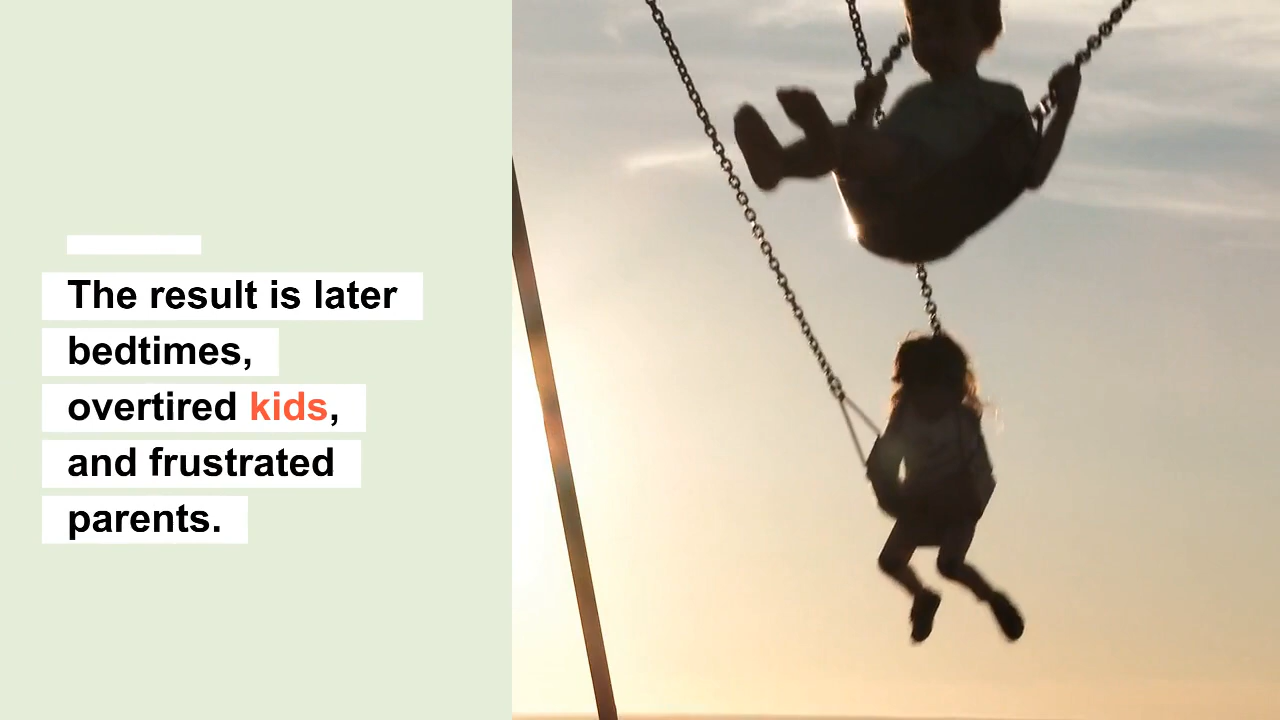 The result is later
bedtimes,
overtired kids,
and frustrated
parents.